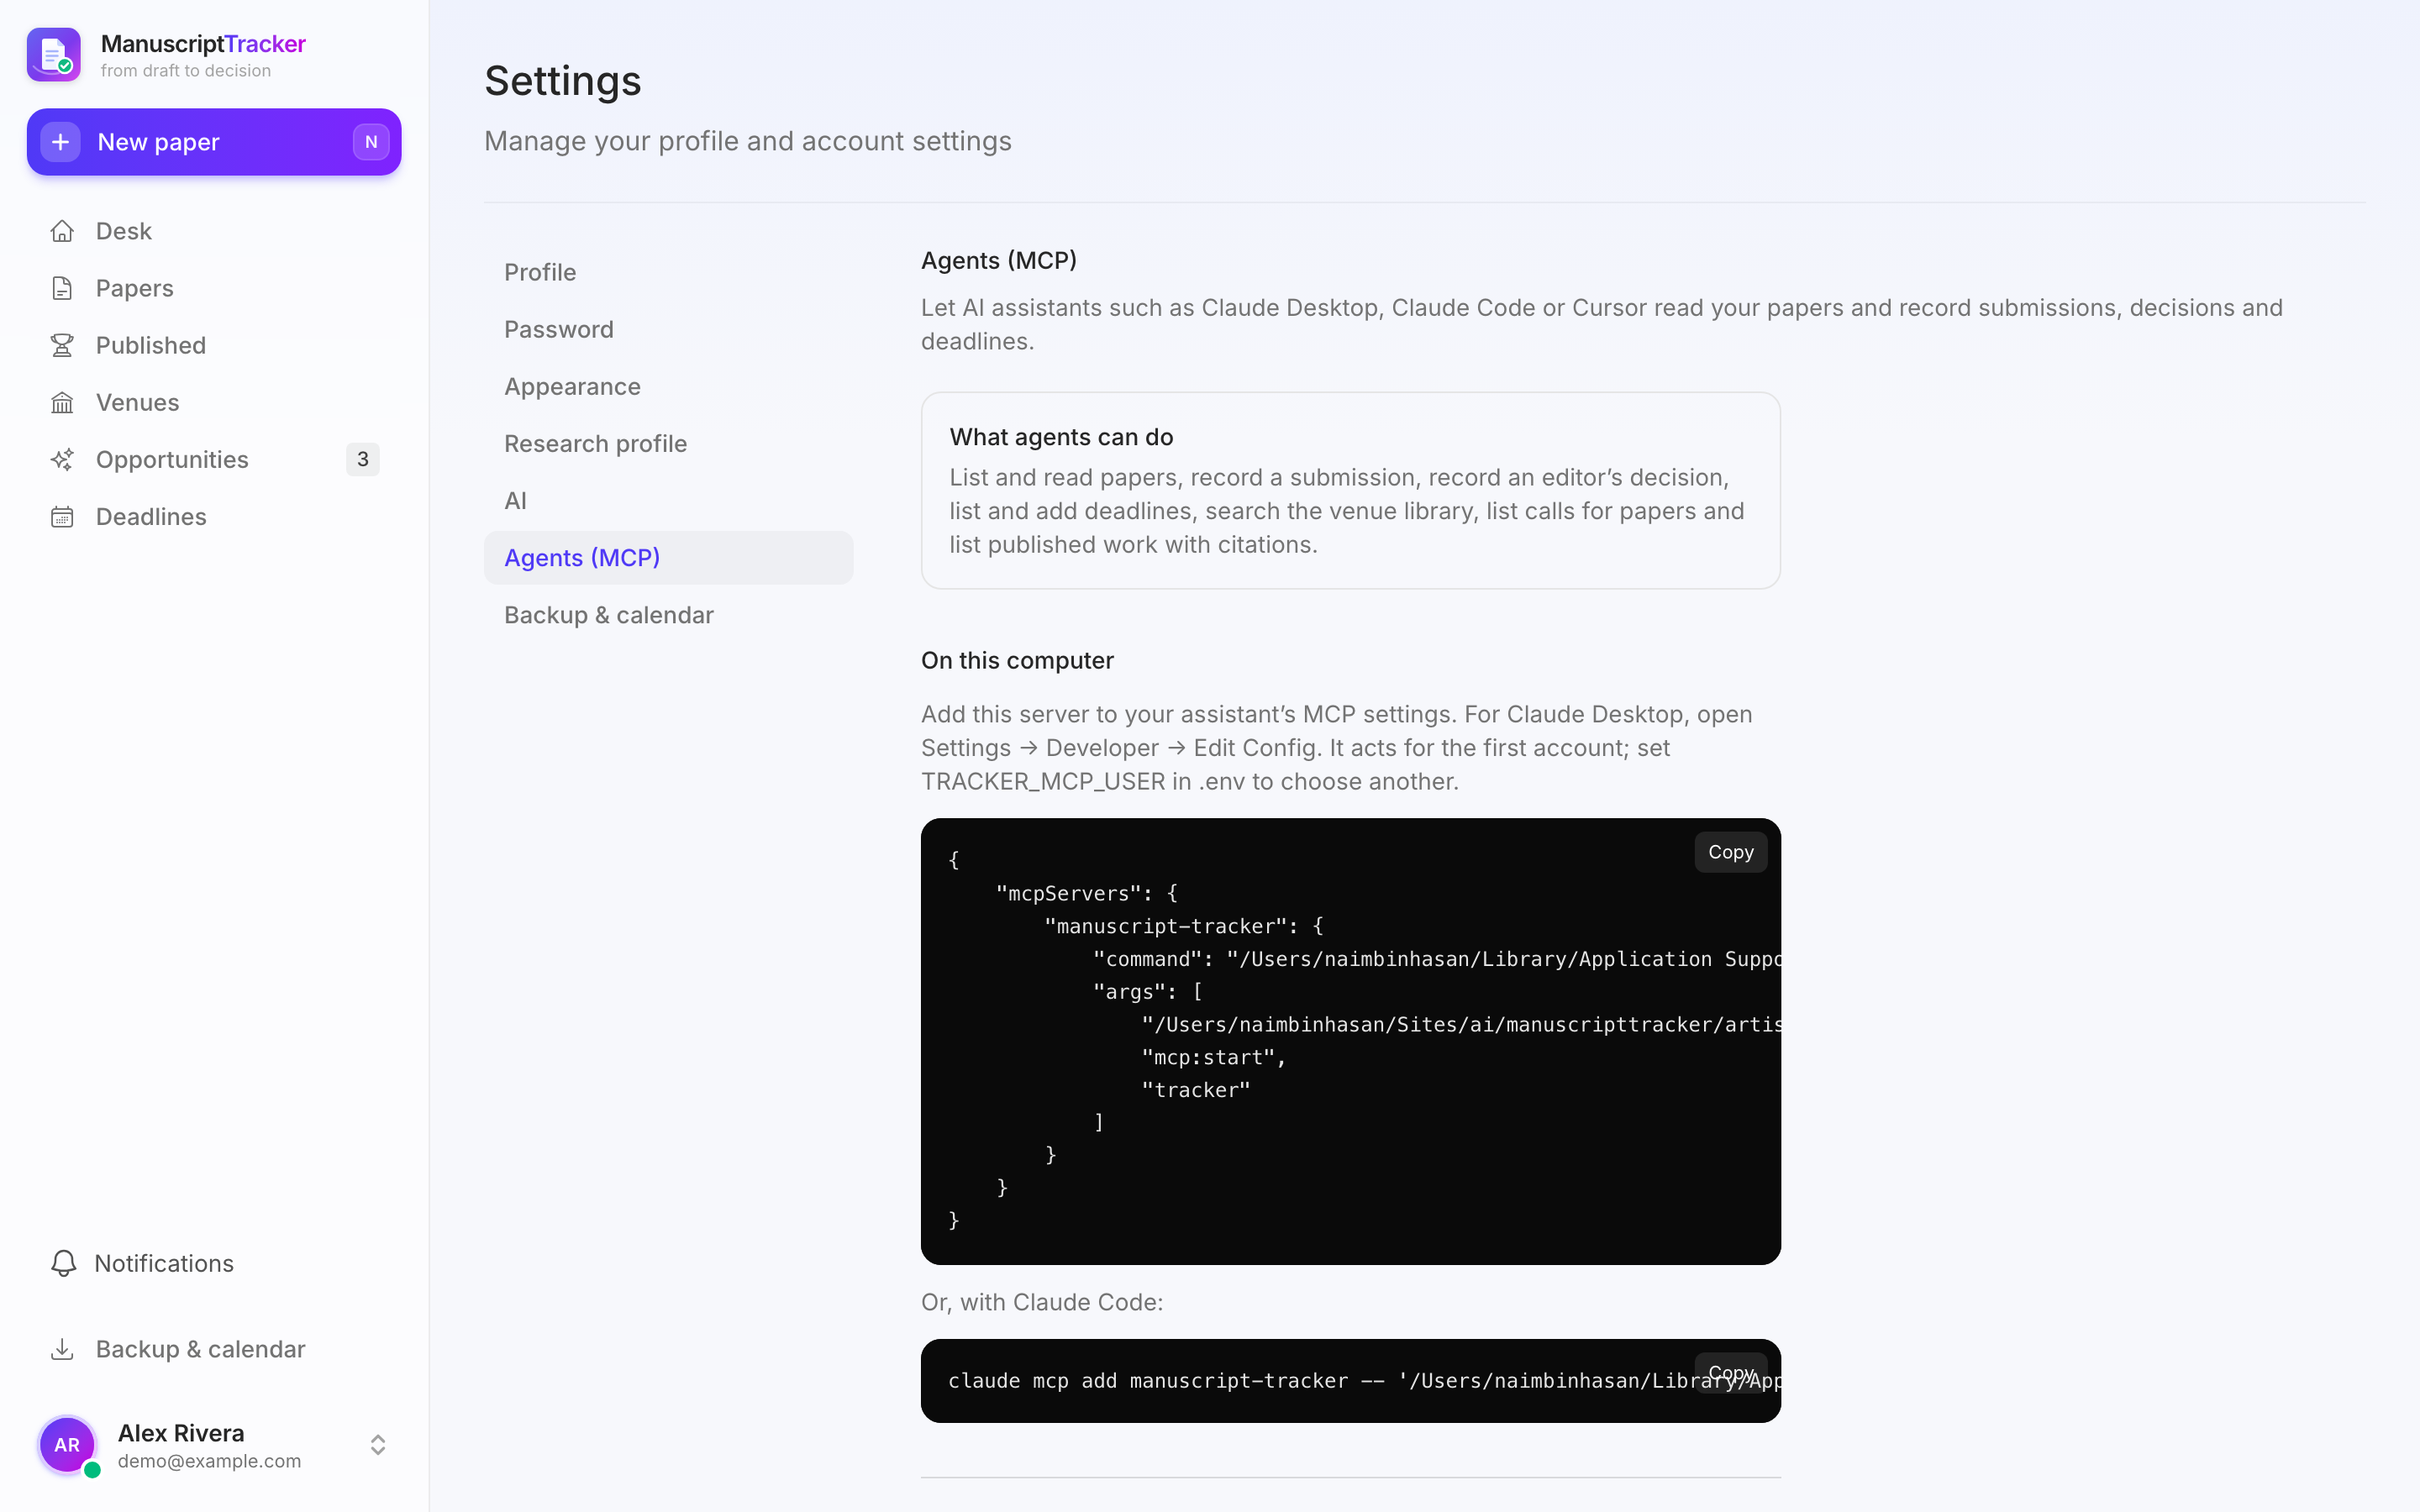 ManuscriptTracker
from draft to decision
New paper
N
Desk
Papers
Published
Venues
Opportunities
3
Deadlines
Notifications
Backup & calendar
AR
Alex Rivera
demo@example.com
Settings
Manage your profile and account settings
Profile
Password
Appearance
Research profile
AI
Agents (MCP)
Backup & calendar
Agents (MCP)
Let AI assistants such as Claude Desktop, Claude Code or Cursor read your papers and record submissions, decisions and
deadlines.
What agents can do
List and read papers, record a submission, record an editor’s decision,
list and add deadlines, search the venue library, list calls for papers and
list published work with citations.
On this computer
Add this server to your assistant’s MCP settings. For Claude Desktop, open
Settings → Developer → Edit Config. It acts for the first account; set
TRACKER_MCP_USER in .env to choose another.
Copy
{
    "mcpServers": {
        "manuscript-tracker": {
            "command": "/Users/naimbinhasan/Library/Application Suppo
            "args": [
                "/Users/naimbinhasan/Sites/ai/manuscripttracker/artis
                "mcp:start",
                "tracker"
            ]
        }
    }
}
Or, with Claude Code:
Copy
claude mcp add manuscript-tracker -- '/Users/naimbinhasan/Library/App